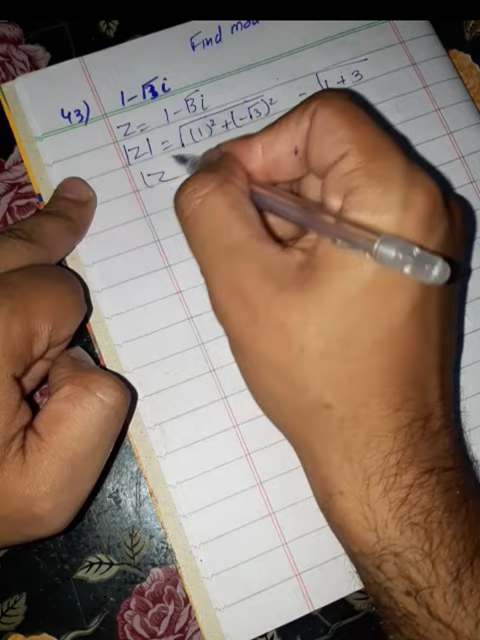 Find mod
43) 1-√3i
z = 1-√3i
|z| = √(1)²+(-√3)² = √1+3
|z